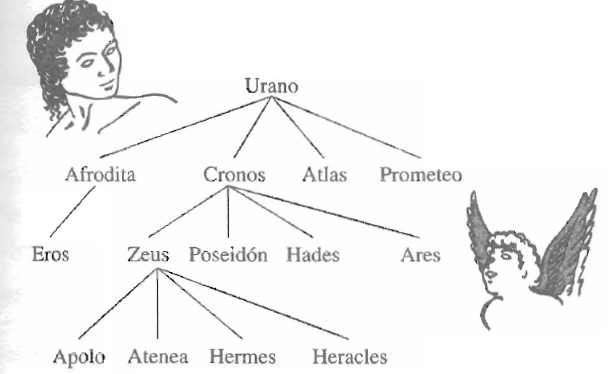 Urano
Afrodita Cronos Atlas Prometeo
Eros Zeus Poseidón Hades Ares
Apolo Atenea Hermes Heracles